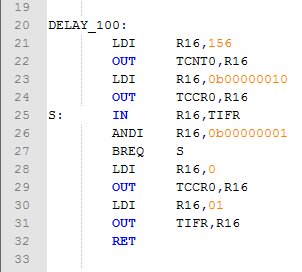 19
20 DELAY_100:
21 LDI R16,156
22 OUT TCNT0,R16
23 LDI R16,0b00000010
24 OUT TCCR0,R16
25 S: IN R16,TIFR
26 ANDI R16,0b00000001
27 BREQ S
28 LDI R16,0
29 OUT TCCR0,R16
30 LDI R16,01
31 OUT TIFR,R16
32 RET
33